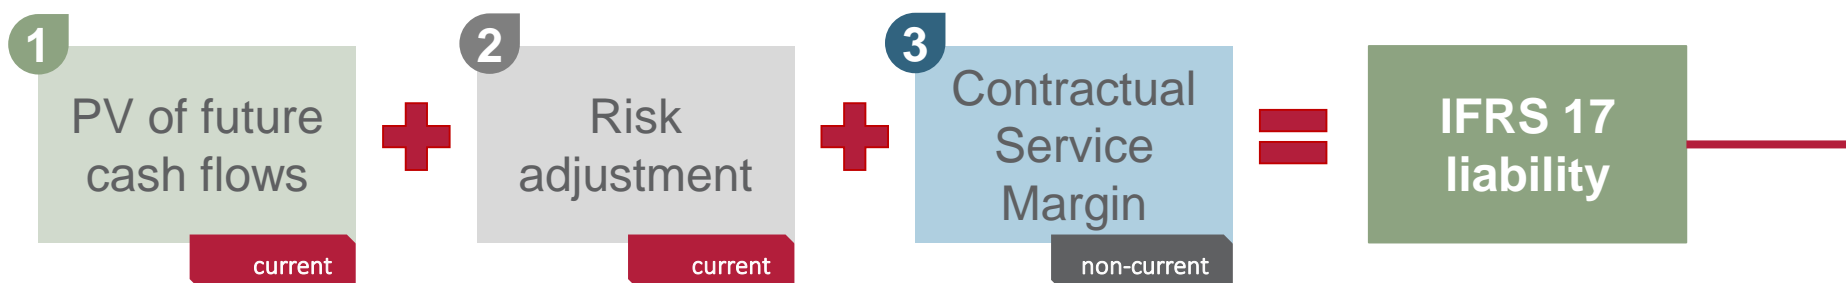 1
PV of future
cash flows
current
2
Risk
adjustment
current
3
Contractual
Service
Margin
non-current
IFRS 17
liability